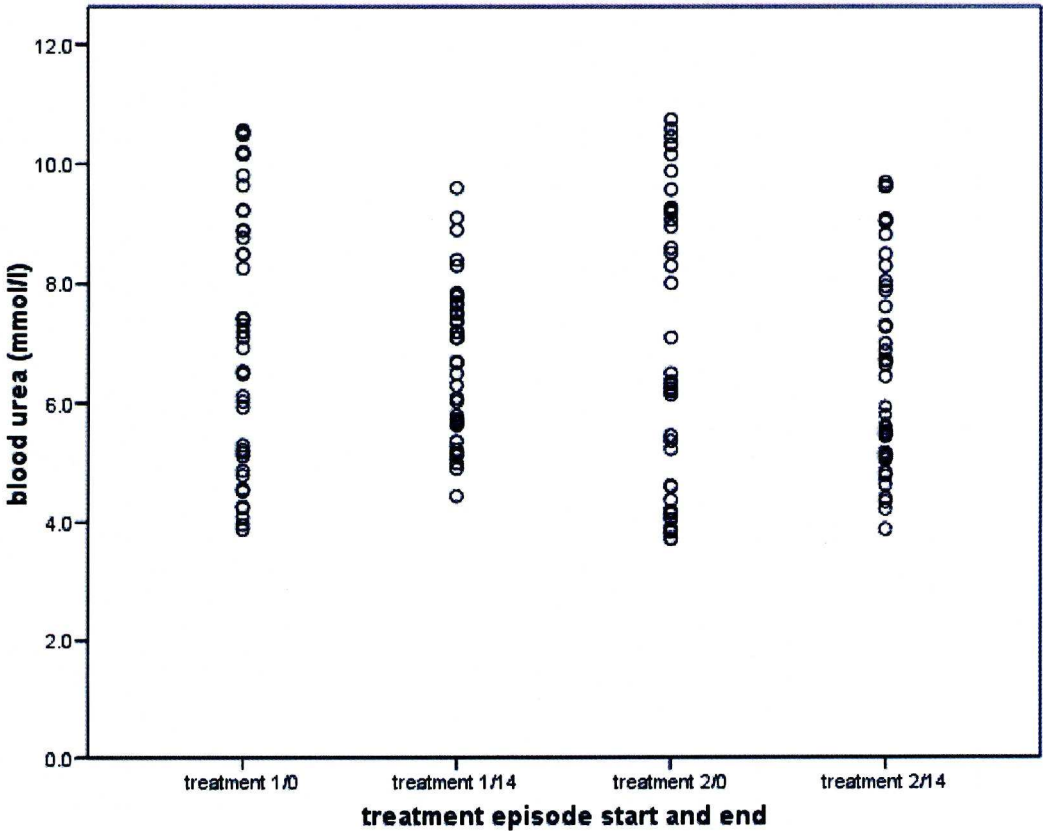 12.0
10.0
8.0
6.0
4.0
2.0
0.0
blood urea (mmol/l)
treatment 1/0 treatment 1/14 treatment 2/0 treatment 2/14
treatment episode start and end